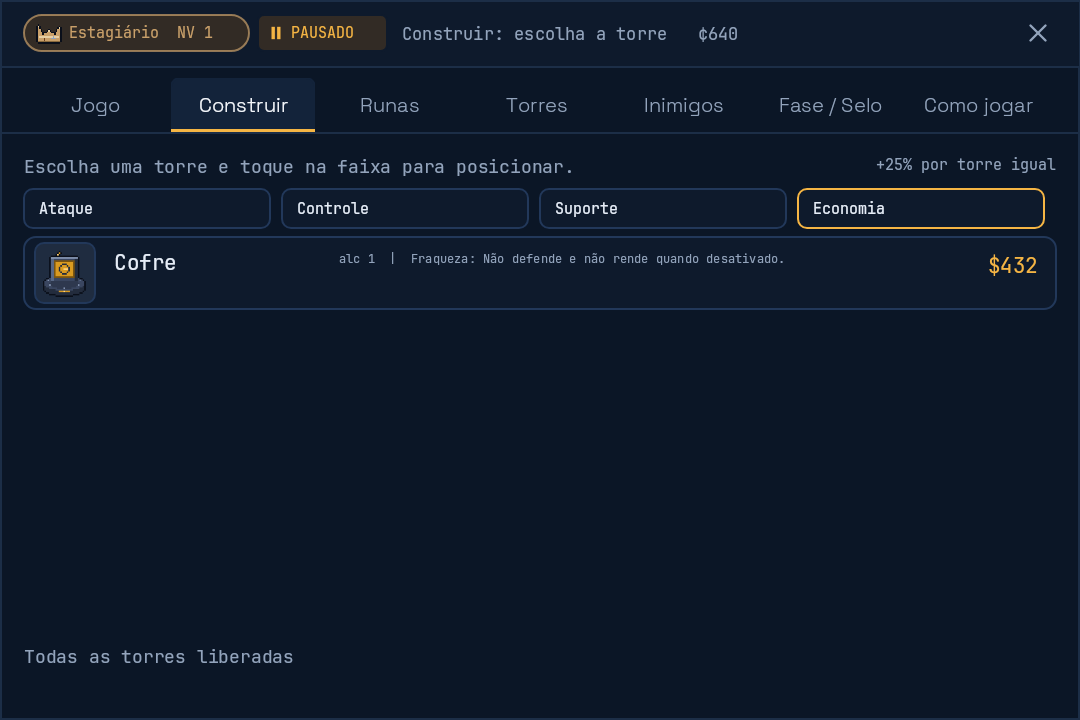 Estagiário NV 1 PAUSADO Construir: escolha a torre ₵640
Jogo Construir Runas Torres Inimigos Fase / Selo Como jogar
Escolha uma torre e toque na faixa para posicionar. +25% por torre igual
Ataque Controle Suporte Economia
Cofre alc 1 | Fraqueza: Não defende e não rende quando desativado. $432
Todas as torres liberadas